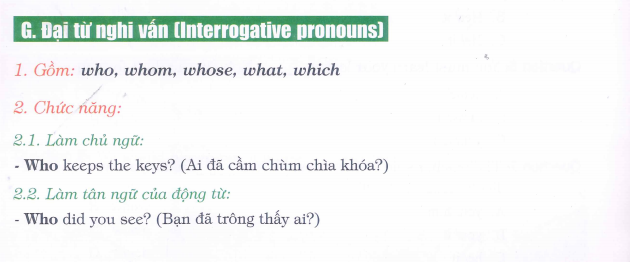 G. Đại từ nghi vấn (Interrogative pronouns)
1. Gồm: who, whom, whose, what, which
2. Chức năng:
2.1. Làm chủ ngữ:
- Who keeps the keys? (Ai đã cầm chùm chìa khóa?)
2.2. Làm tân ngữ của động từ:
- Who did you see? (Bạn đã trông thấy ai?)